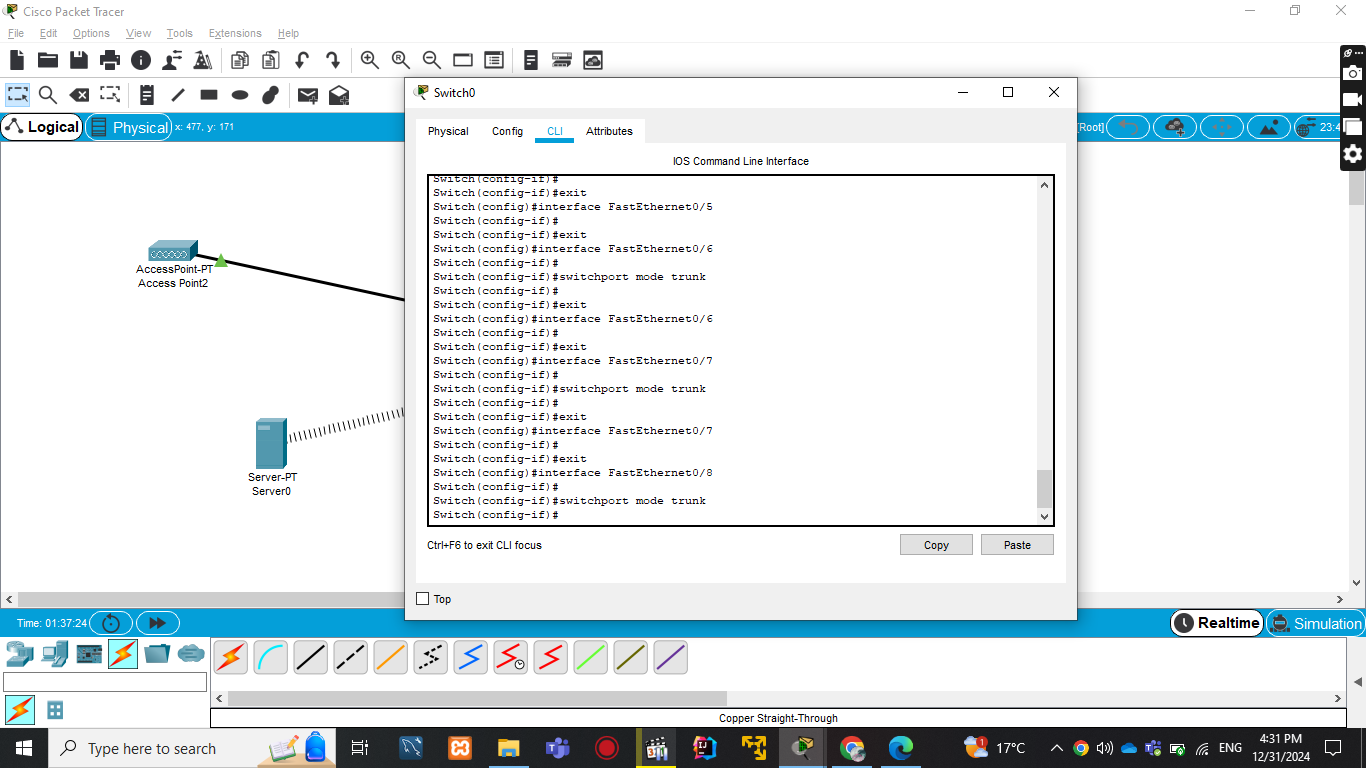 Cisco Packet Tracer
File Edit Options View Tools Extensions Help
Logical
Physical
x: 477, y: 171
[Root]
23:4
Switch0
Physical Config CLI Attributes
IOS Command Line Interface
Switch(config-if)#
Switch(config-if)#exit
Switch(config)#interface FastEthernet0/5
Switch(config-if)#
Switch(config-if)#exit
Switch(config)#interface FastEthernet0/6
Switch(config-if)#
Switch(config-if)#switchport mode trunk
Switch(config-if)#
Switch(config-if)#exit
Switch(config)#interface FastEthernet0/6
Switch(config-if)#
Switch(config-if)#exit
Switch(config)#interface FastEthernet0/7
Switch(config-if)#
Switch(config-if)#switchport mode trunk
Switch(config-if)#
Switch(config-if)#exit
Switch(config)#interface FastEthernet0/7
Switch(config-if)#
Switch(config-if)#exit
Switch(config)#interface FastEthernet0/8
Switch(config-if)#
Switch(config-if)#switchport mode trunk
Switch(config-if)#
Ctrl+F6 to exit CLI focus
Copy
Paste
Top
AccessPoint-PT
Access Point2
Server-PT
Server0
Time: 01:37:24
Realtime
Simulation
Copper Straight-Through
Type here to search
17°C
ENG
4:31 PM
12/31/2024